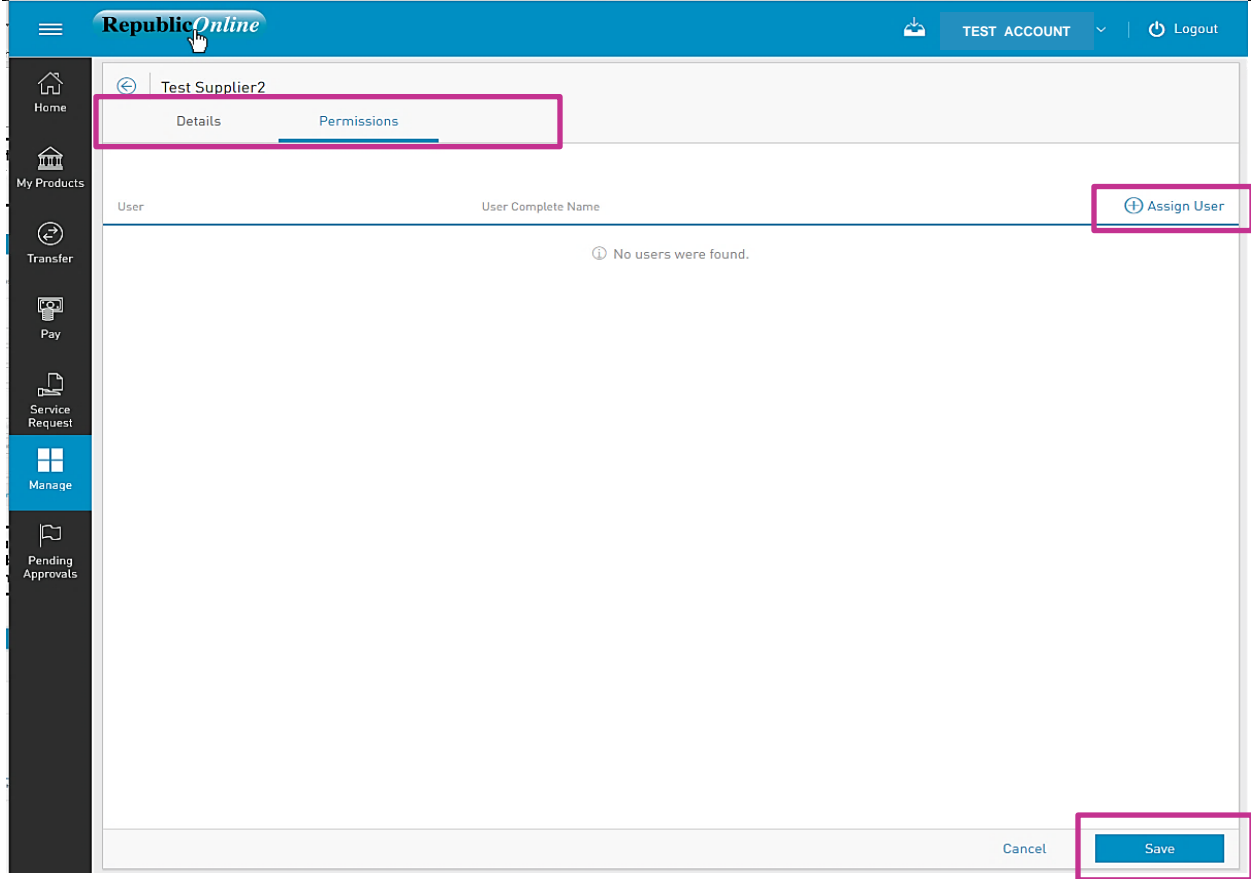 RepublicOnline
TEST ACCOUNT
Logout
Test Supplier2
Details
Permissions
User
User Complete Name
Assign User
No users were found.
Home
My Products
Transfer
Pay
Service
Request
Manage
Pending
Approvals
Cancel
Save